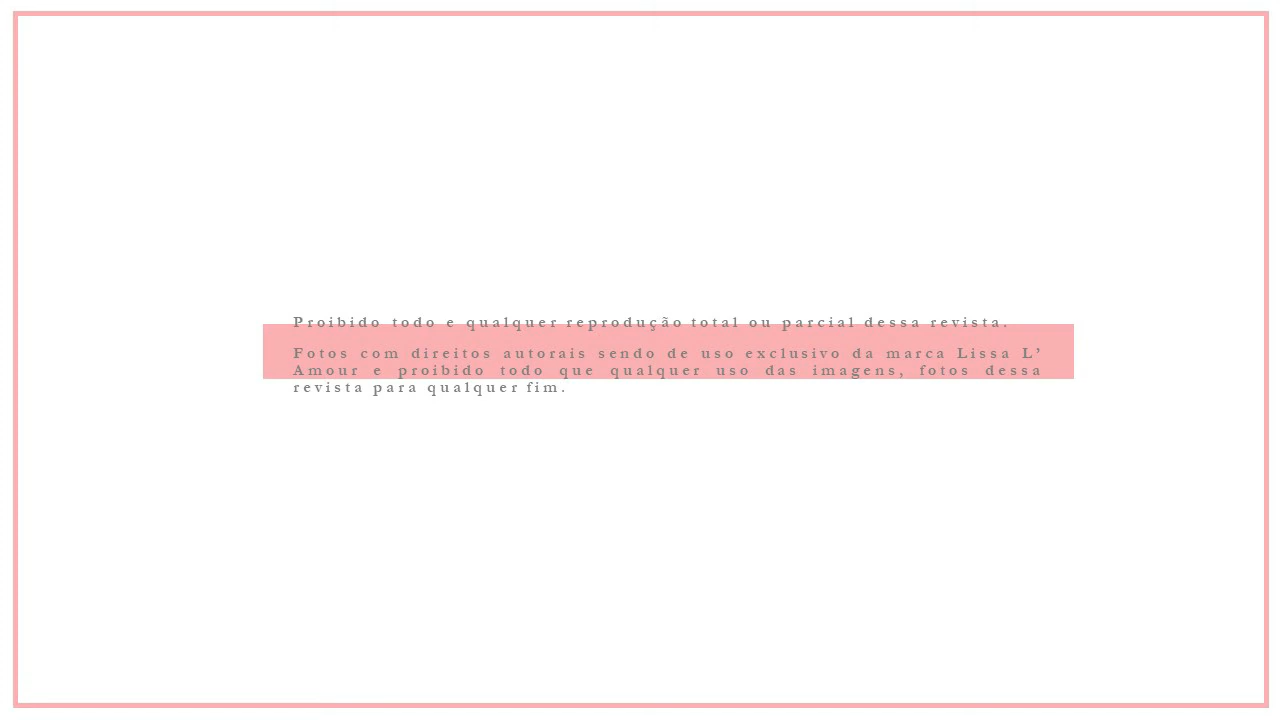 Proibido todo e qualquer reprodução total ou parcial dessa revista.
Fotos com direitos autorais sendo de uso exclusivo da marca Lissa L’
Amour e proibido todo que qualquer uso das imagens, fotos dessa
revista para qualquer fim.